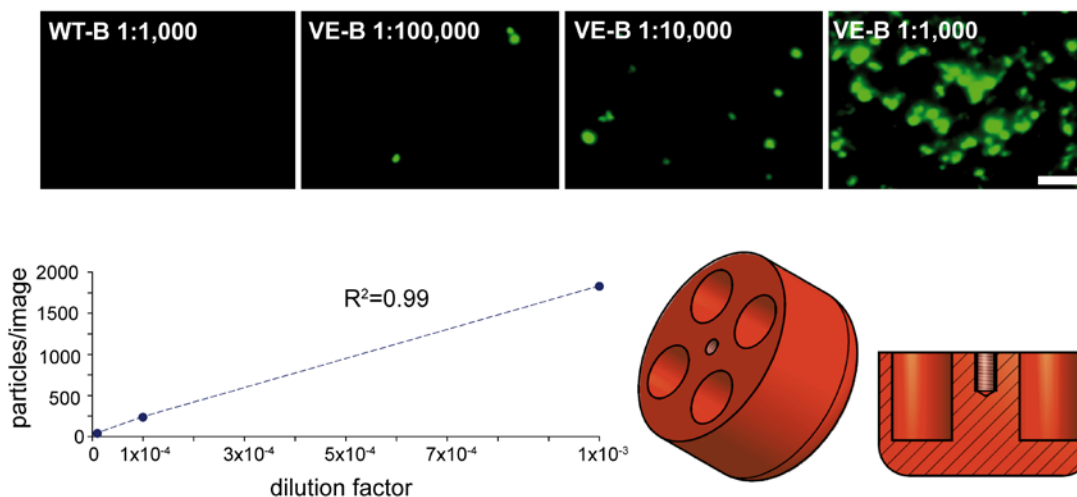 WT-B 1:1,000
VE-B 1:100,000
VE-B 1:10,000
VE-B 1:1,000
particles/image
2000
1500
1000
500
0
R²=0.99
0
1x10⁻⁴
3x10⁻⁴
5x10⁻⁴
7x10⁻⁴
1x10⁻³
dilution factor